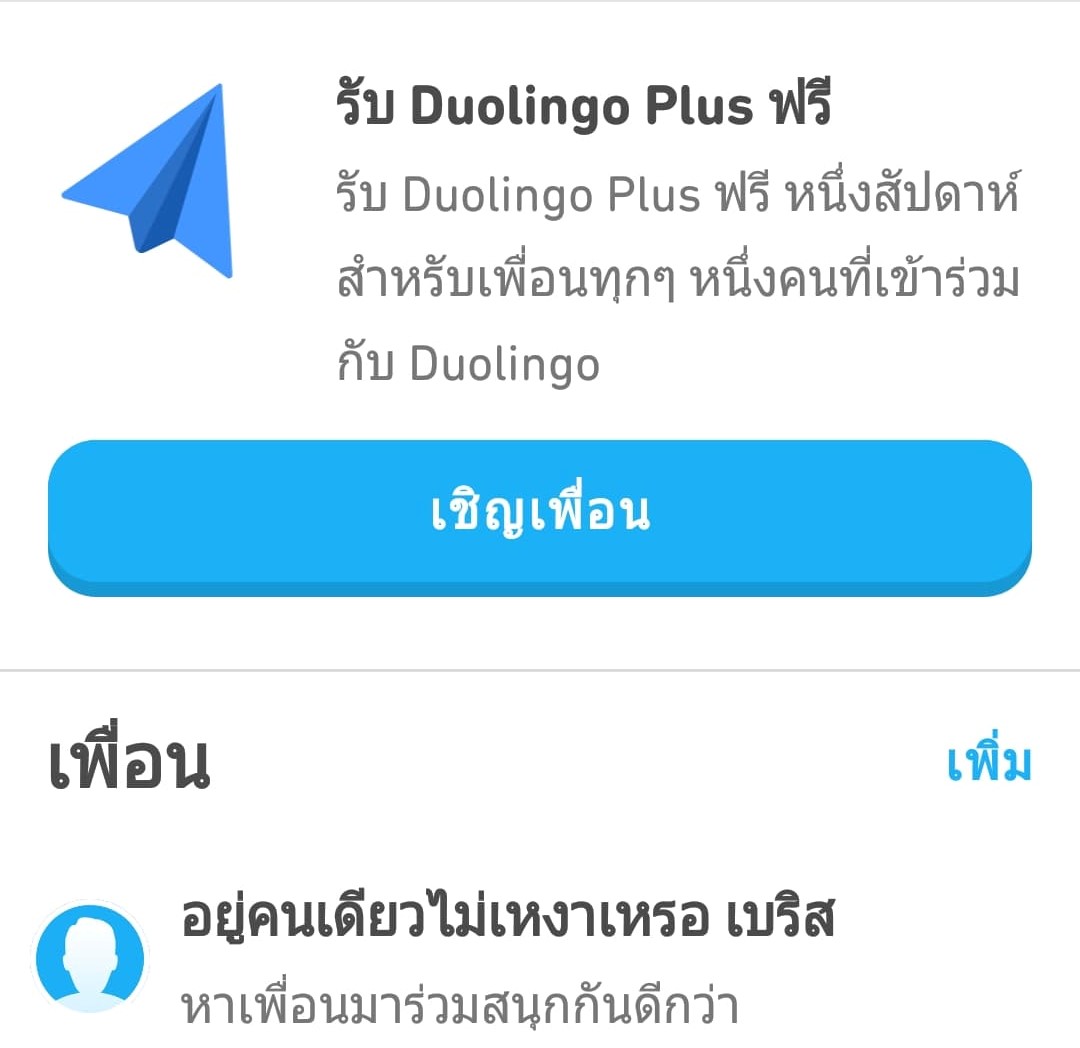 รับ Duolingo Plus ฟรี
รับ Duolingo Plus ฟรี หนึ่งสัปดาห์
สำหรับเพื่อนทุกๆ หนึ่งคนที่เข้าร่วม
กับ Duolingo
เชิญเพื่อน
เพื่อน
เพิ่ม
อยู่คนเดียวไม่เหงาเหรอ เบริส
หาเพื่อนมาร่วมสนุกกันดีกว่า